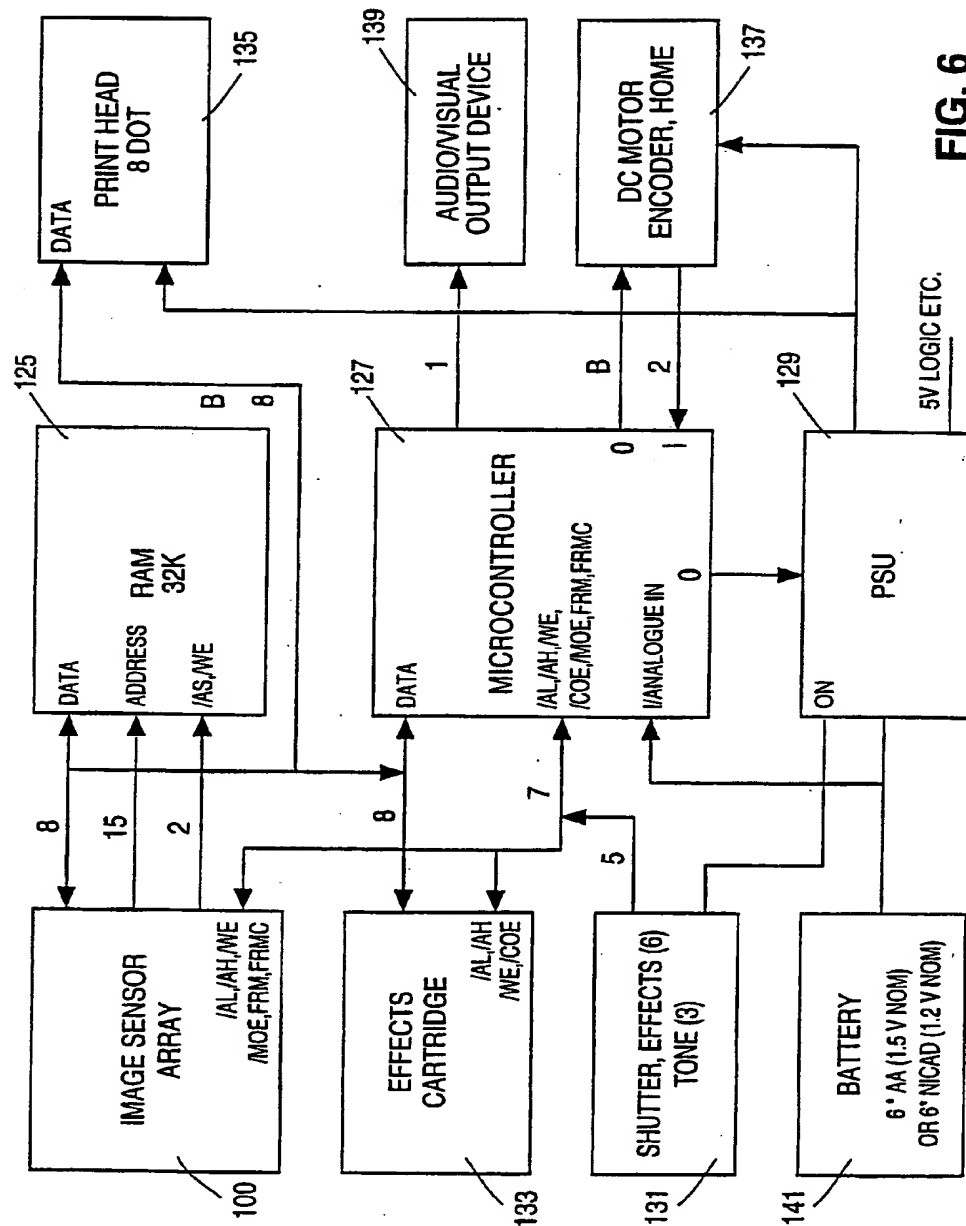 100
IMAGE SENSOR
ARRAY
/AL,/AH,/WE
/MOE,FRM,FRMC
8
15
2
125
DATA
ADDRESS
/AS,/WE
RAM
32K
B
8
135
DATA
PRINT HEAD
8 DOT
133
EFFECTS
CARTRIDGE
/AL,/AH
/WE,/COE
8
7
5
127
DATA
MICROCONTROLLER
/AL,/AH,/WE,
/COE,/MOE,FRM,FRMC
I/ANALOGUE IN
0
0
I
1
B
2
139
AUDIO/VISUAL
OUTPUT DEVICE
137
DC MOTOR
ENCODER, HOME
131
SHUTTER, EFFECTS (6)
TONE (3)
141
BATTERY
6 * AA (1.5 V NOM)
OR 6* NICAD (1.2 V NOM)
129
ON
PSU
5V LOGIC ETC.
FIG. 6